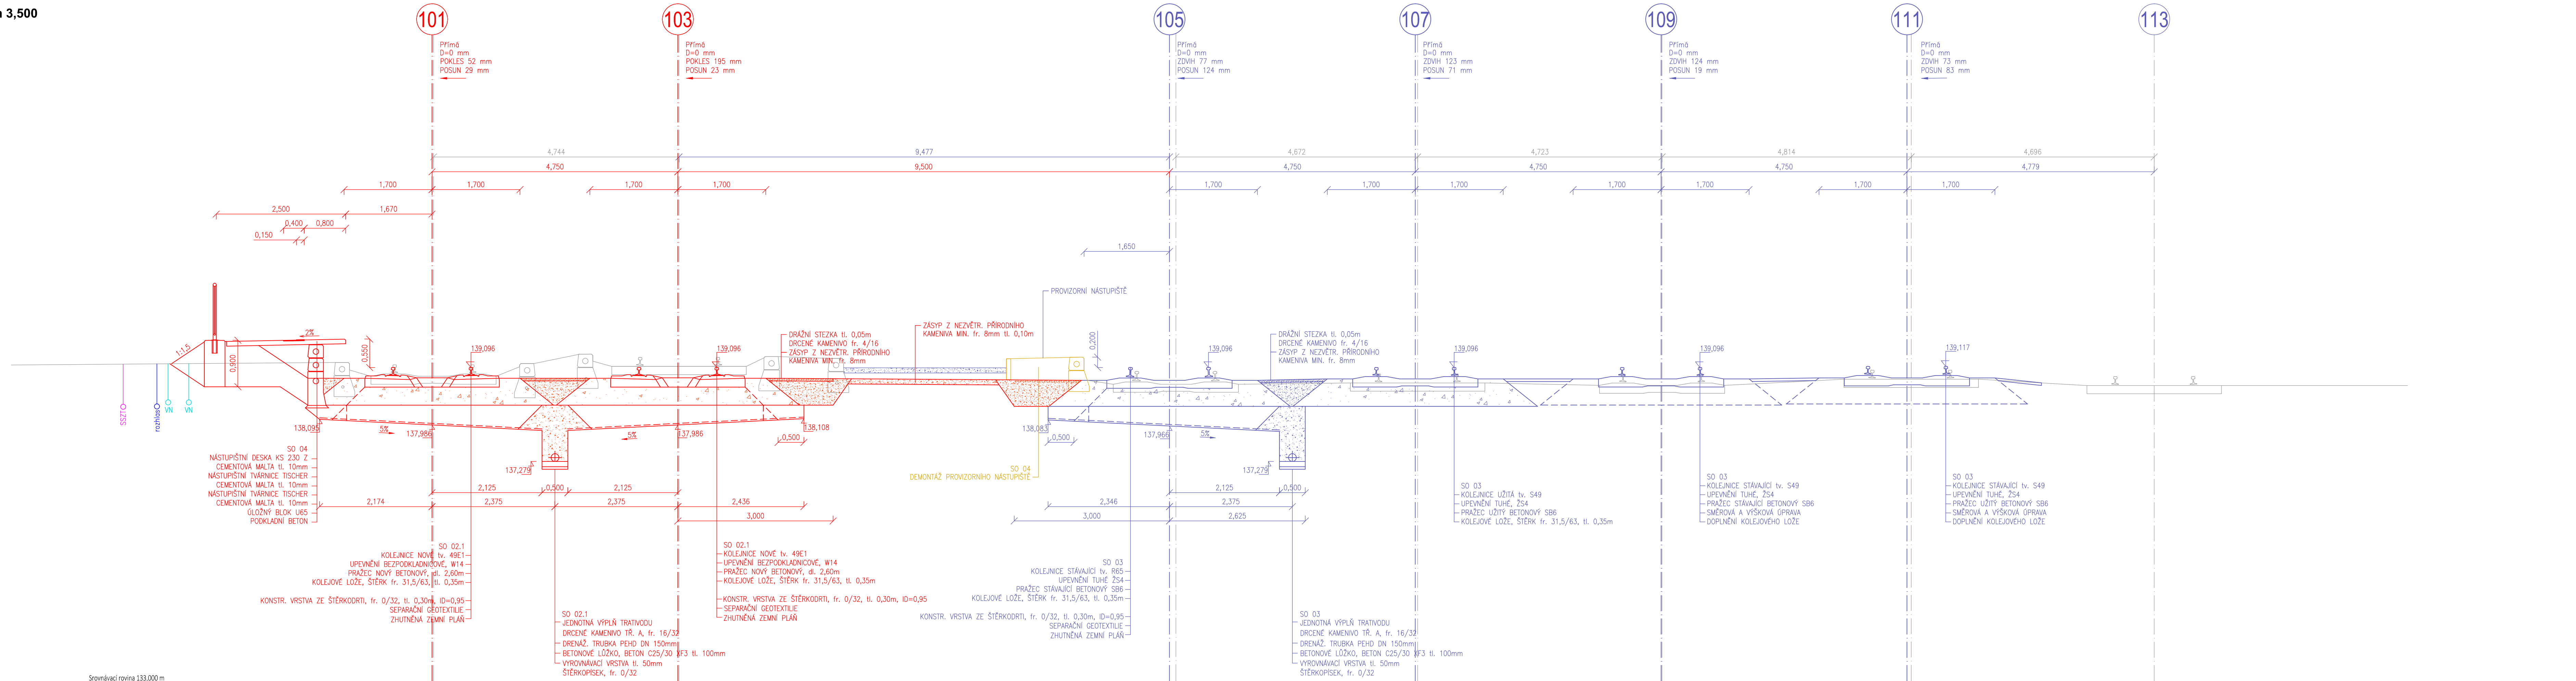 3,500
101
103
105
107
109
111
113
Přímá
D=0 mm
POKLES 52 mm
POSUN 29 mm
Přímá
D=0 mm
POKLES 195 mm
POSUN 23 mm
Přímá
D=0 mm
ZDVIH 77 mm
POSUN 124 mm
Přímá
D=0 mm
ZDVIH 123 mm
POSUN 71 mm
Přímá
D=0 mm
ZDVIH 124 mm
POSUN 19 mm
Přímá
D=0 mm
ZDVIH 73 mm
POSUN 83 mm
4,744
9,477
4,672
4,723
4,814
4,696
4,750
9,500
4,750
4,750
4,750
4,779
1,700
1,700
1,700
1,700
1,700
1,700
1,700
1,700
1,700
1,700
1,700
2,500
1,670
0,400
0,800
0,150
1,650
PROVIZORNÍ NÁSTUPIŠTĚ
ZÁSYP Z NEZVĚTR. PŘÍRODNÍHO
KAMENIVA MIN. fr. 8mm tl. 0,10m
DRÁŽNÍ STEZKA tl. 0,05m
DRCENÉ KAMENIVO fr. 4/16
ZÁSYP Z NEZVĚTR. PŘÍRODNÍHO
KAMENIVA MIN. fr. 8mm
DRÁŽNÍ STEZKA tl. 0,05m
DRCENÉ KAMENIVO fr. 4/16
ZÁSYP Z NEZVĚTR. PŘÍRODNÍHO
KAMENIVA MIN. fr. 8mm
2%
1:1,5
0,900
0,550
0,200
139,096
139,096
139,096
139,096
139,096
139,117
SSZT
rozhlas
VN
VN
138,095
5%
137,986
5%
137,986
138,108
0,500
138,083
0,500
137,966
5%
137,279
137,279
SO 04
DEMONTÁŽ PROVIZORNÍHO NÁSTUPIŠTĚ
SO 04
NÁSTUPIŠTNÍ DESKA KS 230 Z
CEMENTOVÁ MALTA tl. 10mm
NÁSTUPIŠTNÍ TVÁRNICE TISCHER
CEMENTOVÁ MALTA tl. 10mm
NÁSTUPIŠTNÍ TVÁRNICE TISCHER
CEMENTOVÁ MALTA tl. 10mm
ÚLOŽNÝ BLOK U65
PODKLADNÍ BETON
2,125
0,500
2,125
2,174
2,375
2,375
2,436
3,000
2,125
0,500
2,346
2,375
3,000
2,625
SO 03
KOLEJNICE UŽITÁ tv. S49
UPEVNĚNÍ TUHÉ, ŽS4
PRAŽEC UŽITÝ BETONOVÝ SB6
KOLEJOVÉ LOŽE, ŠTĚRK fr. 31,5/63, tl. 0,35m
SO 03
KOLEJNICE STÁVAJÍCÍ tv. S49
UPEVNĚNÍ TUHÉ, ŽS4
PRAŽEC STÁVAJÍCÍ BETONOVÝ SB6
SMĚROVÁ A VÝŠKOVÁ ÚPRAVA
DOPLNĚNÍ KOLEJOVÉHO LOŽE
SO 03
KOLEJNICE STÁVAJÍCÍ tv. S49
UPEVNĚNÍ TUHÉ, ŽS4
PRAŽEC UŽITÝ BETONOVÝ SB6
SMĚROVÁ A VÝŠKOVÁ ÚPRAVA
DOPLNĚNÍ KOLEJOVÉHO LOŽE
SO 02.1
KOLEJNICE NOVÉ tv. 49E1
UPEVNĚNÍ BEZPODKLADNICOVÉ, W14
PRAŽEC NOVÝ BETONOVÝ, dl. 2,60m
KOLEJOVÉ LOŽE, ŠTĚRK fr. 31,5/63, tl. 0,35m
KONSTR. VRSTVA ZE ŠTĚRKODRTI, fr. 0/32, tl. 0,30m, ID=0,95
SEPARAČNÍ GEOTEXTILIE
ZHUTNĚNÁ ZEMNÍ PLÁŇ
SO 02.1
KOLEJNICE NOVÉ tv. 49E1
UPEVNĚNÍ BEZPODKLADNICOVÉ, W14
PRAŽEC NOVÝ BETONOVÝ, dl. 2,60m
KOLEJOVÉ LOŽE, ŠTĚRK fr. 31,5/63, tl. 0,35m
KONSTR. VRSTVA ZE ŠTĚRKODRTI, fr. 0/32, tl. 0,30m, ID=0,95
SEPARAČNÍ GEOTEXTILIE
ZHUTNĚNÁ ZEMNÍ PLÁŇ
SO 03
KOLEJNICE STÁVAJÍCÍ tv. R65
UPEVNĚNÍ TUHÉ ŽS4
PRAŽEC STÁVAJÍCÍ BETONOVÝ SB6
KOLEJOVÉ LOŽE, ŠTĚRK fr. 31,5/63, tl. 0,35m
KONSTR. VRSTVA ZE ŠTĚRKODRTI, fr. 0/32, tl. 0,30m, ID=0,95
SEPARAČNÍ GEOTEXTILIE
ZHUTNĚNÁ ZEMNÍ PLÁŇ
SO 02.1
JEDNOTNÁ VÝPLŇ TRATIVODU
DRCENÉ KAMENIVO TŘ. A, fr. 16/32
DRENÁŽ. TRUBKA PEHD DN 150mm
BETONOVÉ LŮŽKO, BETON C25/30 XF3 tl. 100mm
VYROVNÁVACÍ VRSTVA tl. 50mm
ŠTĚRKOPÍSEK, fr. 0/32
SO 03
JEDNOTNÁ VÝPLŇ TRATIVODU
DRCENÉ KAMENIVO TŘ. A, fr. 16/32
DRENÁŽ. TRUBKA PEHD DN 150mm
BETONOVÉ LŮŽKO, BETON C25/30 XF3 tl. 100mm
VYROVNÁVACÍ VRSTVA tl. 50mm
ŠTĚRKOPÍSEK, fr. 0/32
Srovnávací rovina 133,000 m